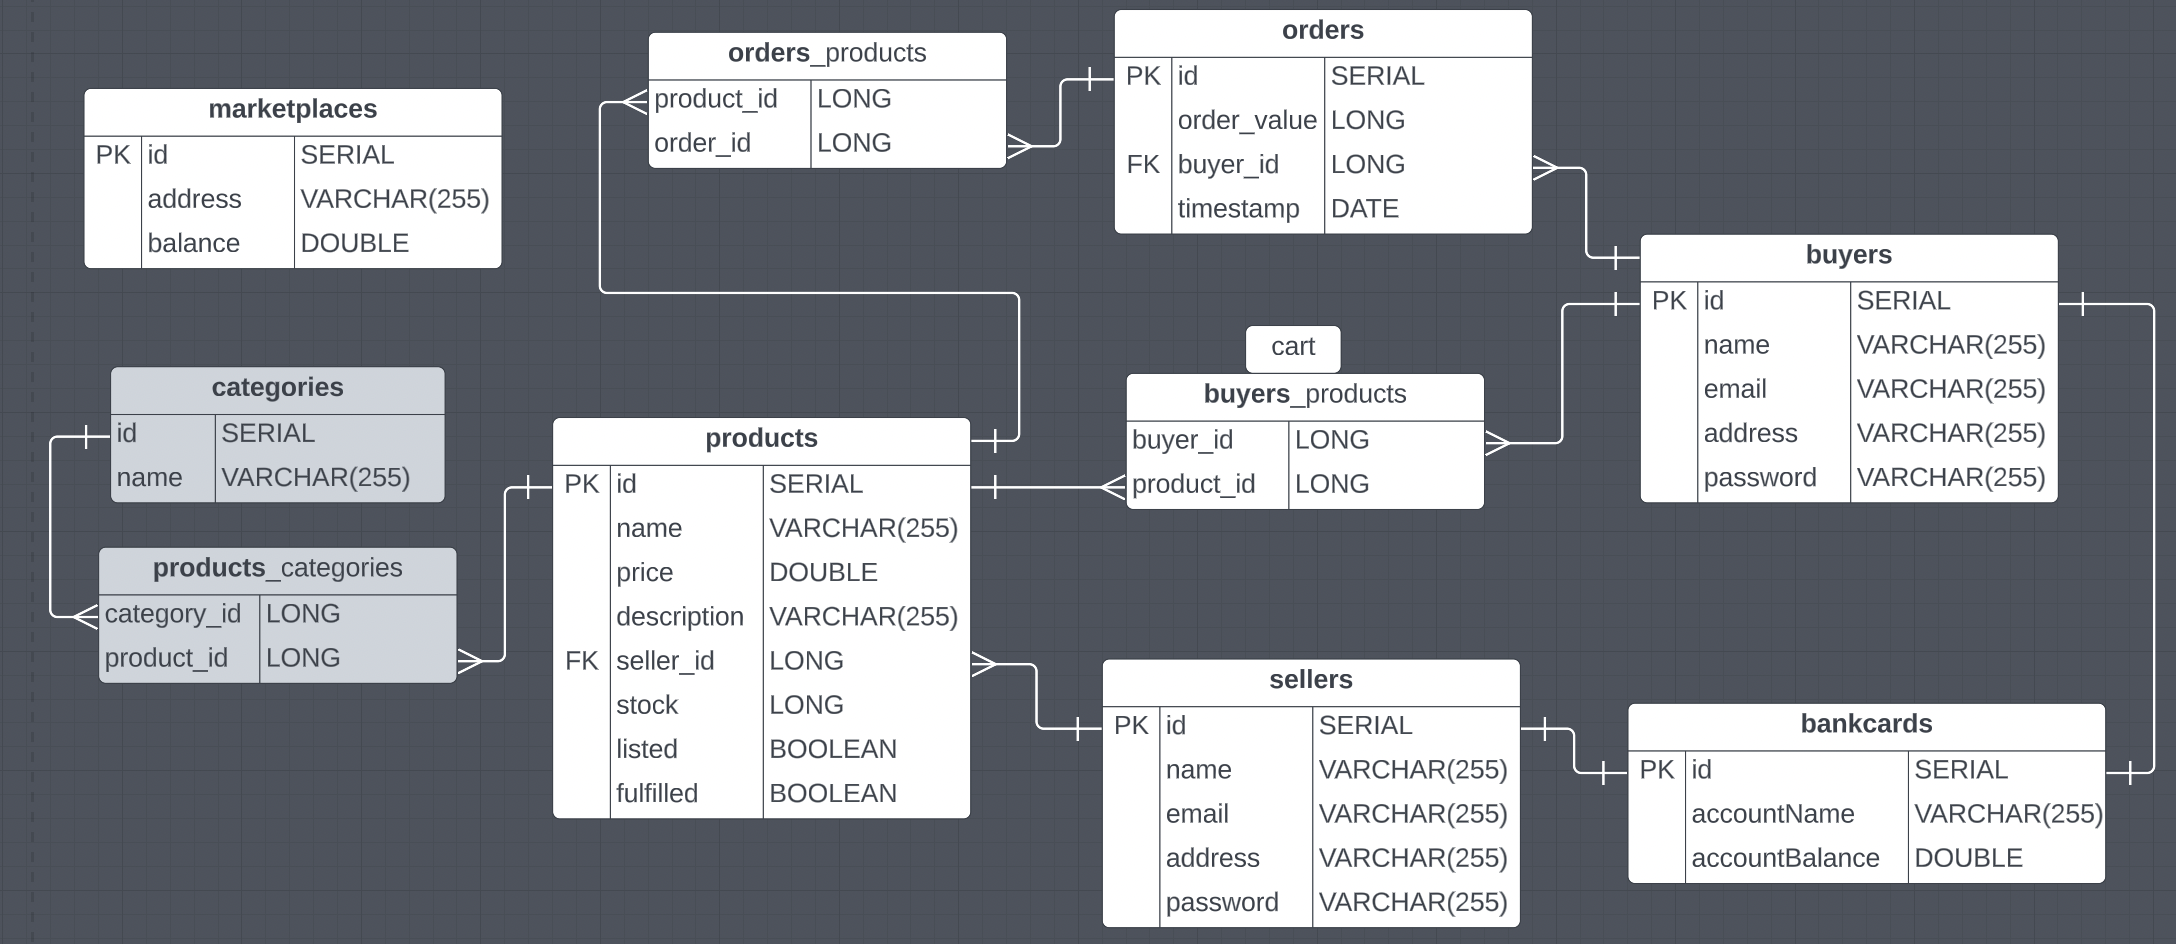 orders
PK id SERIAL
order_value LONG
FK buyer_id LONG
timestamp DATE
orders_products
product_id LONG
order_id LONG
marketplaces
PK id SERIAL
address VARCHAR(255)
balance DOUBLE
buyers
PK id SERIAL
name VARCHAR(255)
email VARCHAR(255)
address VARCHAR(255)
password VARCHAR(255)
cart
buyers_products
buyer_id LONG
product_id LONG
categories
id SERIAL
name VARCHAR(255)
products
PK id SERIAL
name VARCHAR(255)
price DOUBLE
description VARCHAR(255)
FK seller_id LONG
stock LONG
listed BOOLEAN
fulfilled BOOLEAN
products_categories
category_id LONG
product_id LONG
sellers
PK id SERIAL
name VARCHAR(255)
email VARCHAR(255)
address VARCHAR(255)
password VARCHAR(255)
bankcards
PK id SERIAL
accountName VARCHAR(255)
accountBalance DOUBLE